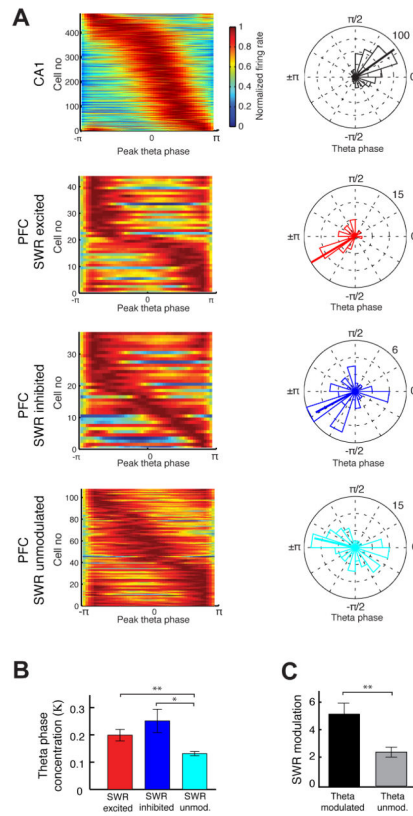 A
CA1
Cell no
400
300
200
100
0
-π 0 π
Peak theta phase
1
0.8
0.6
0.4
0.2
0
Normalized firing rate
π/2
100
±π
0
-π/2
Theta phase
PFC
SWR excited
Cell no
40
30
20
10
0
-π 0 π
Peak theta phase
π/2
15
±π
0
-π/2
Theta phase
PFC
SWR inhibited
Cell no
30
20
10
0
-π 0 π
Peak theta phase
π/2
6
±π
0
-π/2
Theta phase
PFC
SWR unmodulated
Cell no
100
80
60
40
20
0
-π 0 π
Peak theta phase
π/2
15
±π
0
-π/2
Theta phase
B
Theta phase
concentration (K)
0.3
0.2
0.1
0
**
*
SWR
excited
SWR
inhibited
SWR
unmod.
C
SWR modulation
6
4
2
0
**
Theta
modulated
Theta
unmod.